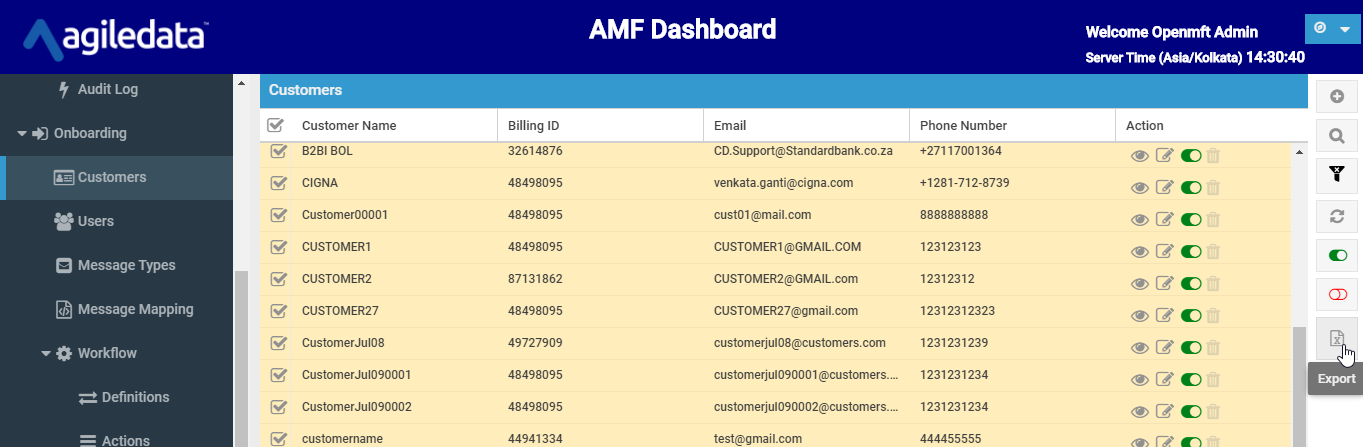 agiledata™
AMF Dashboard
Welcome Openmft Admin
Server Time (Asia/Kolkata) 14:30:40
Audit Log
Onboarding
Customers
Users
Message Types
Message Mapping
Workflow
Definitions
Actions
Customers
Customer Name Billing ID Email Phone Number Action
B2BI BOL 32614876 CD.Support@Standardbank.co.za +27117001364
CIGNA 48498095 venkata.ganti@cigna.com +1281-712-8739
Customer00001 48498095 cust01@mail.com 8888888888
CUSTOMER1 48498095 CUSTOMER1@GMAIL.COM 123123123
CUSTOMER2 87131862 CUSTOMER2@GMAIL.com 12312312
CUSTOMER27 48498095 CUSTOMER27@gmail.com 12312312323
CustomerJul08 49727909 customerjul08@customers.com 1231231239
CustomerJul090001 48498095 customerjul090001@customers.... 1231231234
CustomerJul090002 48498095 customerjul090002@customers.... 1231231234
customername 44941334 test@gmail.com 444455555
Export